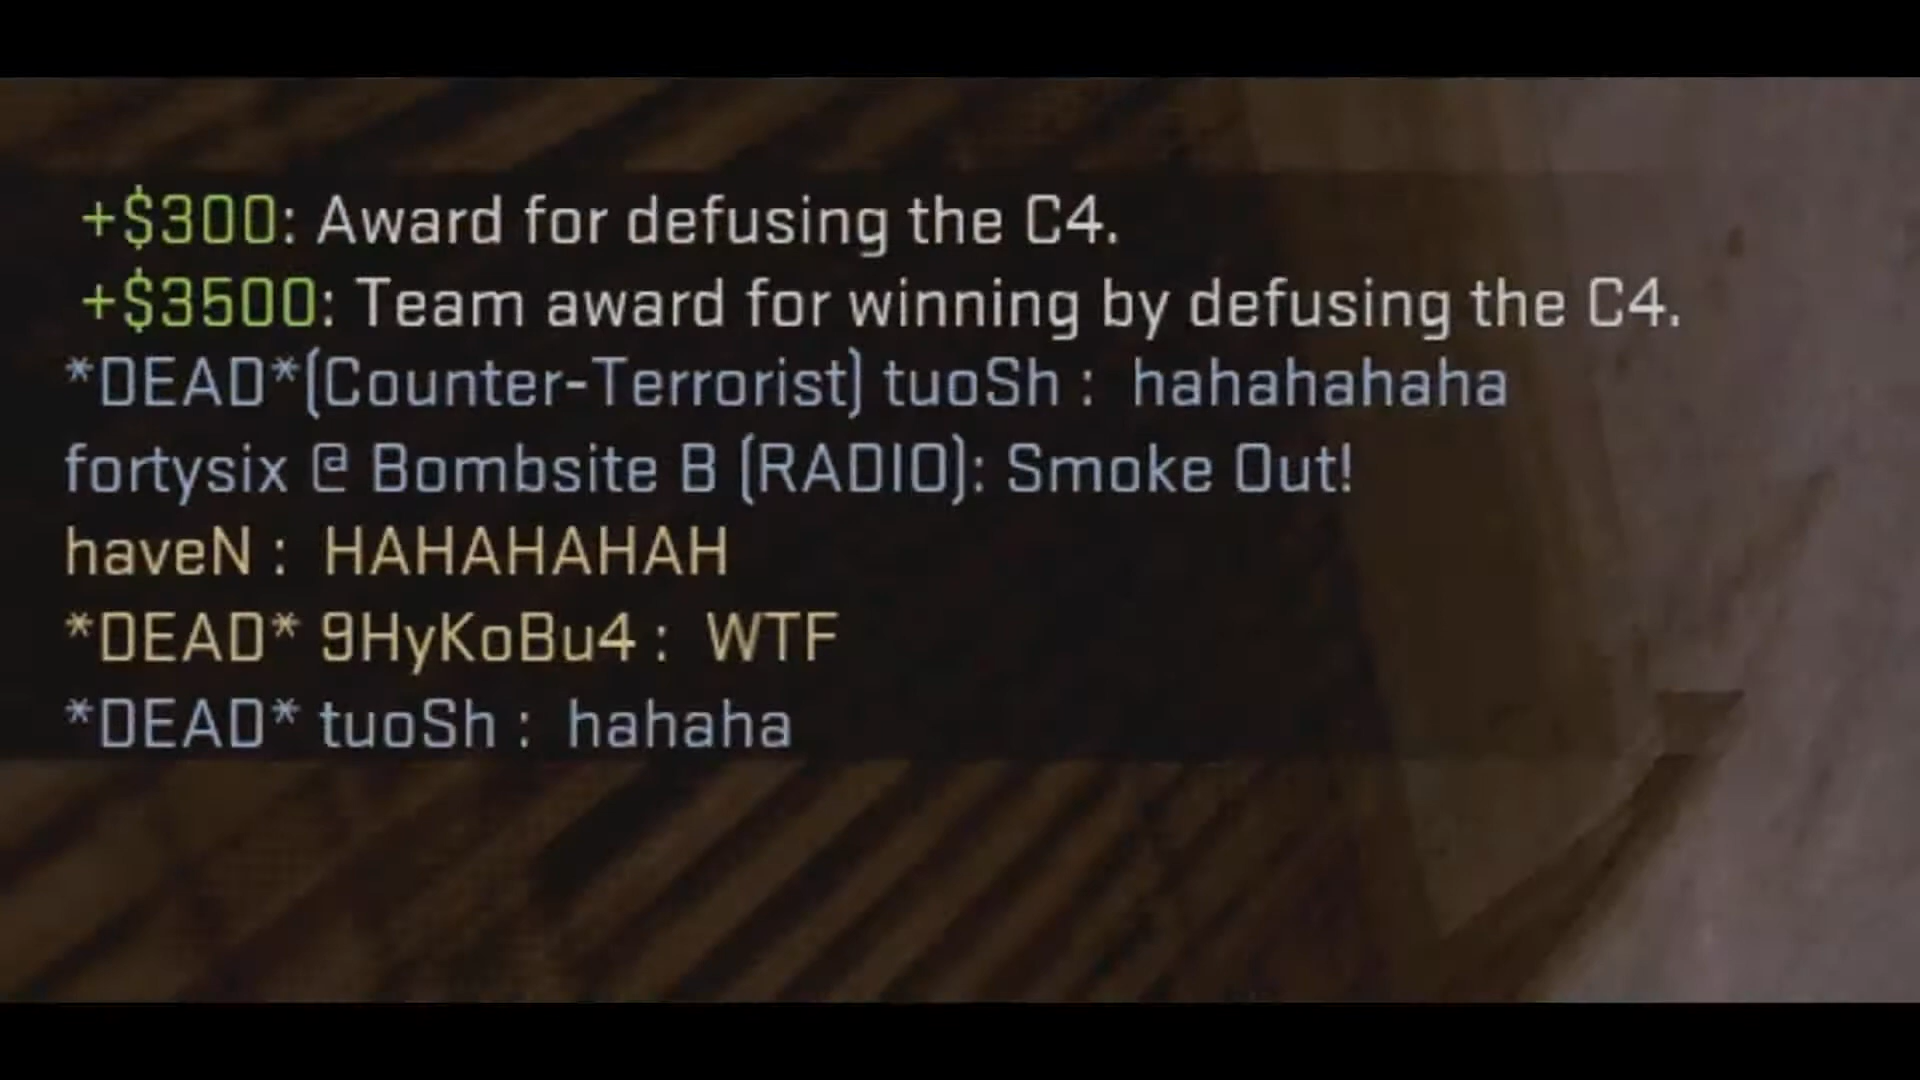 +$300: Award for defusing the C4.
+$3500: Team award for winning by defusing the C4.
*DEAD*(Counter-Terrorist) tuoSh : hahahahaha
fortysix @ Bombsite B (RADIO): Smoke Out!
haveN : HAHAHAHAH
*DEAD* 9HyKoBu4 : WTF
*DEAD* tuoSh : hahaha